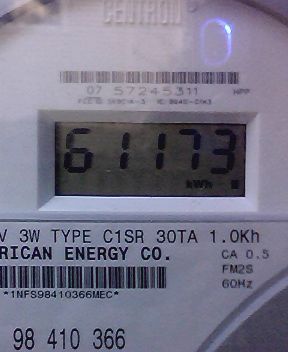 CENTRON
07 57245311 HPP
61173
kWh
V 3W TYPE C1SR 30TA 1.0Kh
RICAN ENERGY CO. CA 0.5
FM2S
60Hz
*1NFS98410366MEC*
98 410 366